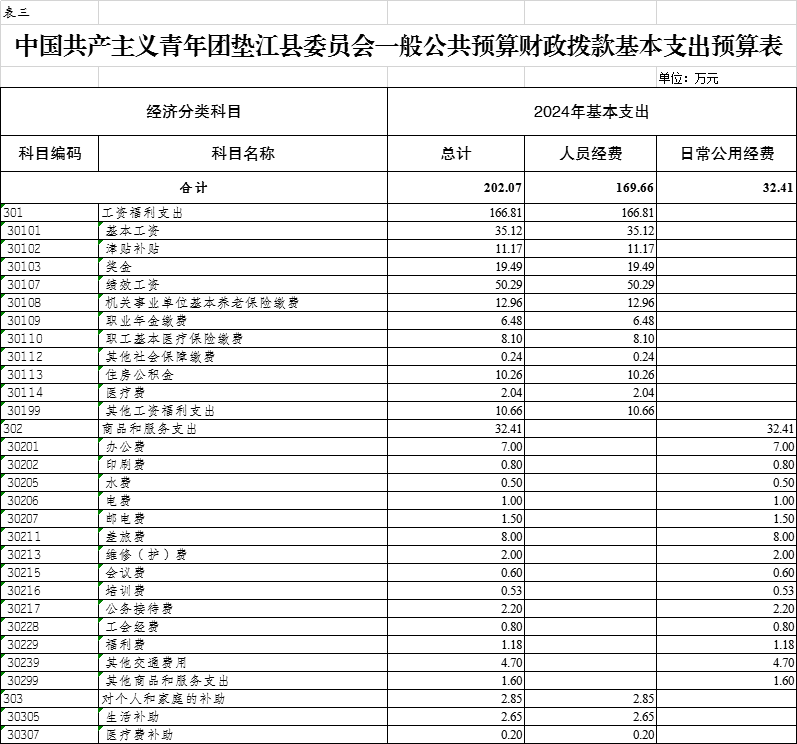 表三
中国共产主义青年团垫江县委员会一般公共预算财政拨款基本支出预算表
单位：万元
经济分类科目 2024年基本支出
科目编码 科目名称 总计 人员经费 日常公用经费
合计 202.07 169.66 32.41
301 工资福利支出 166.81 166.81
30101 基本工资 35.12 35.12
30102 津贴补贴 11.17 11.17
30103 奖金 19.49 19.49
30107 绩效工资 50.29 50.29
30108 机关事业单位基本养老保险缴费 12.96 12.96
30109 职业年金缴费 6.48 6.48
30110 职工基本医疗保险缴费 8.10 8.10
30112 其他社会保障缴费 0.24 0.24
30113 住房公积金 10.26 10.26
30114 医疗费 2.04 2.04
30199 其他工资福利支出 10.66 10.66
302 商品和服务支出 32.41 32.41
30201 办公费 7.00 7.00
30202 印刷费 0.80 0.80
30205 水费 0.50 0.50
30206 电费 1.00 1.00
30207 邮电费 1.50 1.50
30211 差旅费 8.00 8.00
30213 维修（护）费 2.00 2.00
30215 会议费 0.60 0.60
30216 培训费 0.53 0.53
30217 公务接待费 2.20 2.20
30228 工会经费 0.80 0.80
30229 福利费 1.18 1.18
30239 其他交通费用 4.70 4.70
30299 其他商品和服务支出 1.60 1.60
303 对个人和家庭的补助 2.85 2.85
30305 生活补助 2.65 2.65
30307 医疗费补助 0.20 0.20